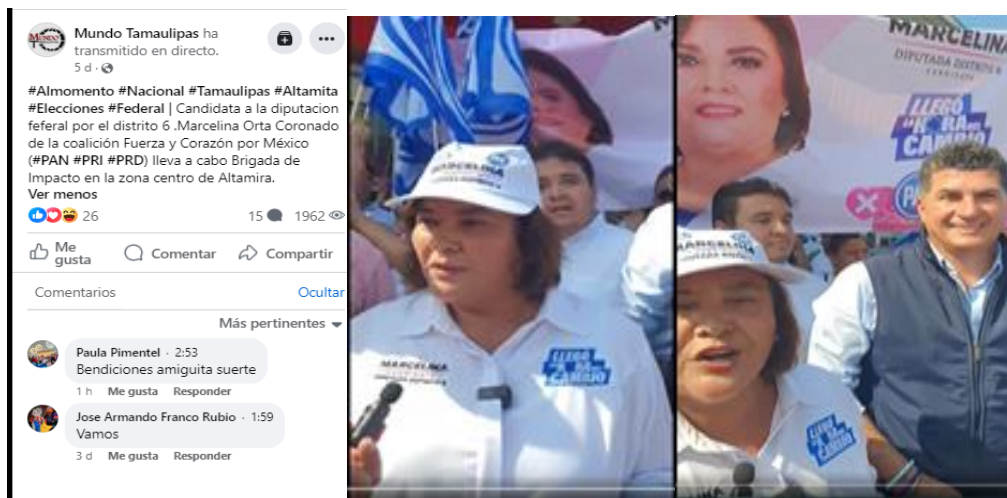 Mundo Tamaulipas ha
transmitido en directo.
5 d ·
#Almomento #Nacional #Tamaulipas #Altamita
#Elecciones #Federal | Candidata a la diputacion
feferal por el distrito 6 .Marcelina Orta Coronado
de la coalición Fuerza y Corazón por México
(#PAN #PRI #PRD) lleva a cabo Brigada de
Impacto en la zona centro de Altamira.
Ver menos
26
15
1962
Me gusta
Comentar
Compartir
Comentarios
Ocultar
Más pertinentes
Paula Pimentel · 2:53
Bendiciones amiguita suerte
1 h Me gusta Responder
Jose Armando Franco Rubio · 1:59
Vamos
3 d Me gusta Responder
MARCELINA
MARCELINA
LLEGÓ
LA HORA DEL
CAMBIO
MARCELINA
DIPUTADA DISTRITO 6
LLEGÓ
LA HORA DEL
CAMBIO
MARCELINA
LLEGÓ
LA HORA DEL
CAMBIO